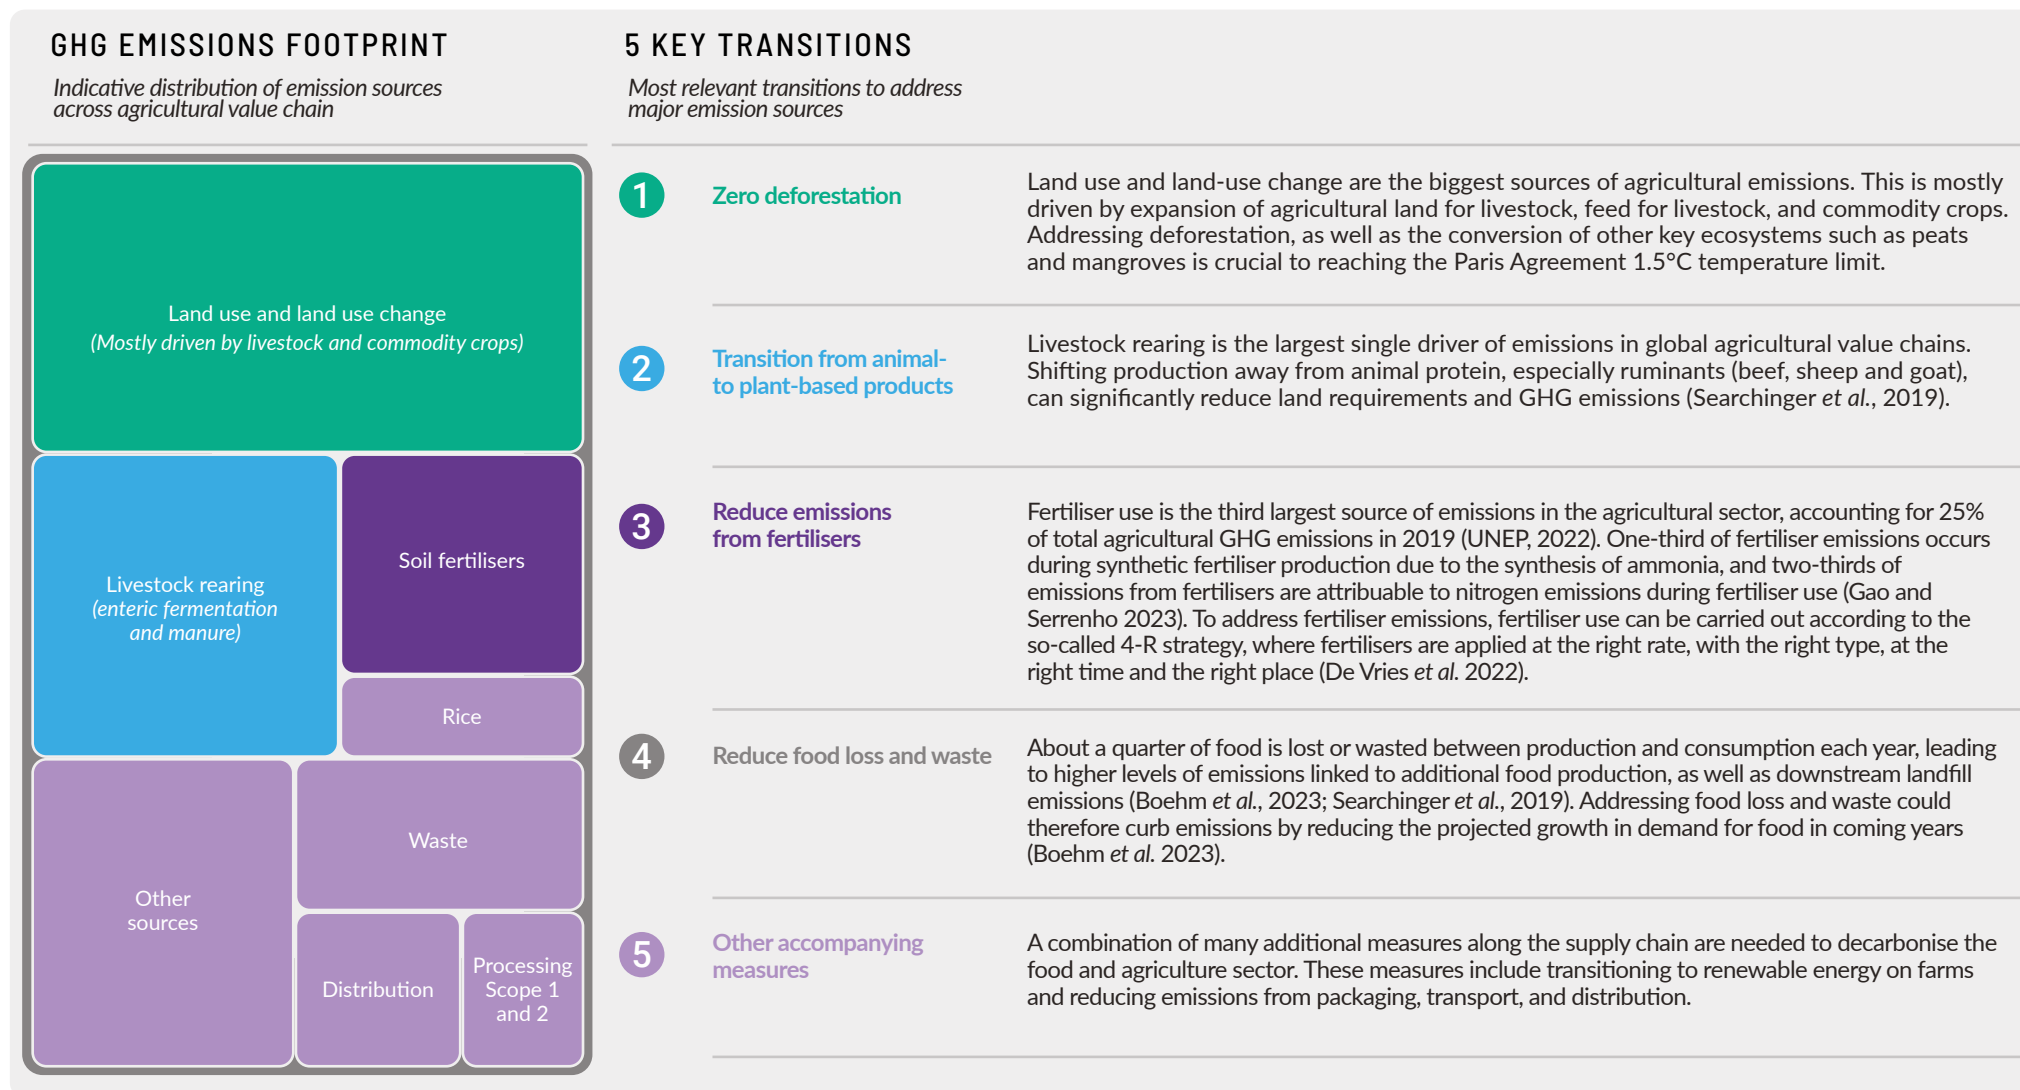 GHG EMISSIONS FOOTPRINT
Indicative distribution of emission sources
across agricultural value chain
Land use and land use change
(Mostly driven by livestock and commodity crops)
Livestock rearing
(enteric fermentation
and manure)
Soil fertilisers
Rice
Other
sources
Waste
Distribution
Processing
Scope 1
and 2
5 KEY TRANSITIONS
Most relevant transitions to address
major emission sources
1
Zero deforestation
Land use and land-use change are the biggest sources of agricultural emissions. This is mostly
driven by expansion of agricultural land for livestock, feed for livestock, and commodity crops.
Addressing deforestation, as well as the conversion of other key ecosystems such as peats
and mangroves is crucial to reaching the Paris Agreement 1.5°C temperature limit.
2
Transition from animal-
to plant-based products
Livestock rearing is the largest single driver of emissions in global agricultural value chains.
Shifting production away from animal protein, especially ruminants (beef, sheep and goat),
can significantly reduce land requirements and GHG emissions (Searchinger et al., 2019).
3
Reduce emissions
from fertilisers
Fertiliser use is the third largest source of emissions in the agricultural sector, accounting for 25%
of total agricultural GHG emissions in 2019 (UNEP, 2022). One-third of fertiliser emissions occurs
during synthetic fertiliser production due to the synthesis of ammonia, and two-thirds of
emissions from fertilisers are attribuable to nitrogen emissions during fertiliser use (Gao and
Serrenho 2023). To address fertiliser emissions, fertiliser use can be carried out according to the
so-called 4-R strategy, where fertilisers are applied at the right rate, with the right type, at the
right time and the right place (De Vries et al. 2022).
4
Reduce food loss and waste
About a quarter of food is lost or wasted between production and consumption each year, leading
to higher levels of emissions linked to additional food production, as well as downstream landfill
emissions (Boehm et al., 2023; Searchinger et al., 2019). Addressing food loss and waste could
therefore curb emissions by reducing the projected growth in demand for food in coming years
(Boehm et al. 2023).
5
Other accompanying
measures
A combination of many additional measures along the supply chain are needed to decarbonise the
food and agriculture sector. These measures include transitioning to renewable energy on farms
and reducing emissions from packaging, transport, and distribution.